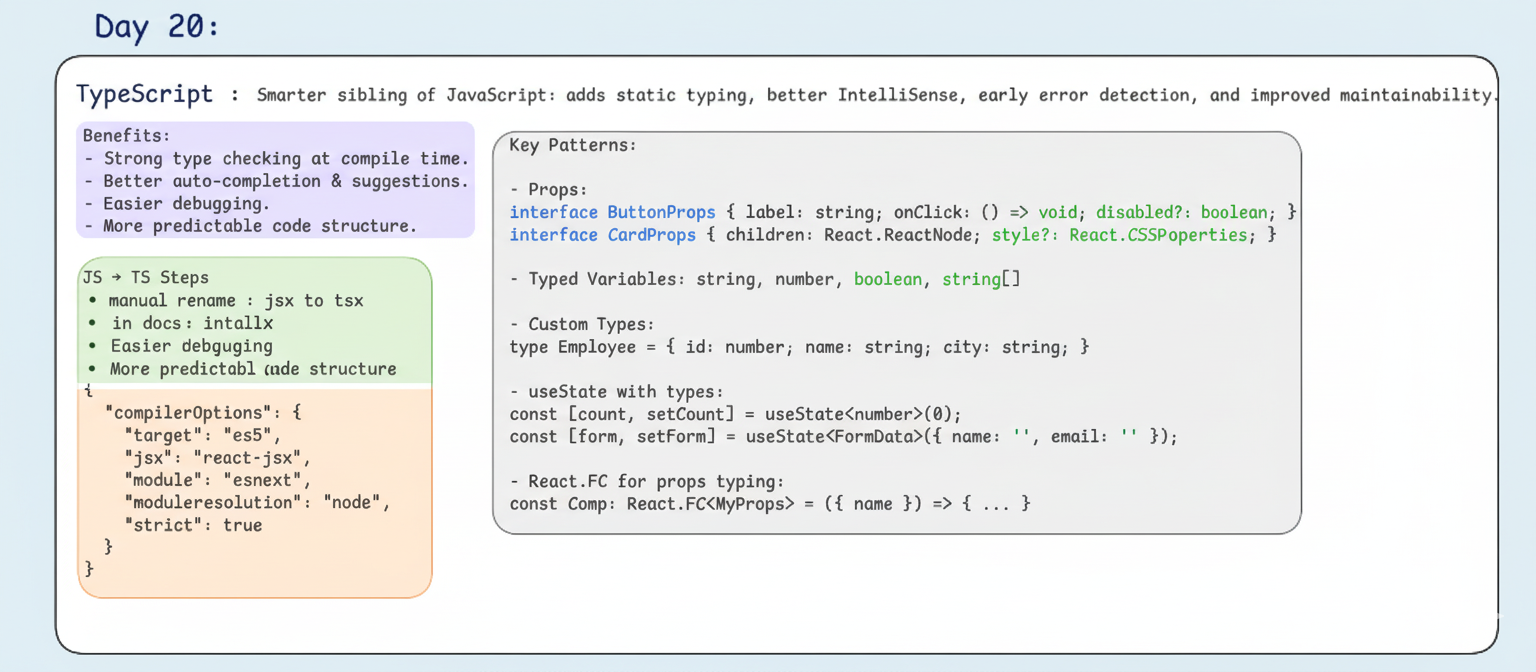 Day 20:
TypeScript : Smarter sibling of JavaScript: adds static typing, better IntelliSense, early error detection, and improved maintainability.
Benefits:
- Strong type checking at compile time.
- Better auto-completion & suggestions.
- Easier debugging.
- More predictable code structure.
JS → TS Steps
• manual rename : jsx to tsx
• in docs: intallx
• Easier debguging
• More predictabl structure
{
"compilerOptions": {
"target": "es5",
"jsx": "react-jsx",
"module": "esnext",
"moduleresolution": "node",
"strict": true
}
}
Key Patterns:
- Props:
interface ButtonProps { label: string; onClick: () => void; disabled?: boolean; }
interface CardProps { children: React.ReactNode; style?: React.CSSPoperties; }
- Typed Variables: string, number, boolean, string[]
- Custom Types:
type Employee = { id: number; name: string; city: string; }
- useState with types:
const [count, setCount] = useState<number>(0);
const [form, setForm] = useState<FormData>({ name: '', email: '' });
- React.FC for props typing:
const Comp: React.FC<MyProps> = ({ name }) => { ... }